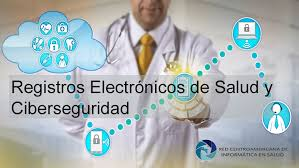 Registros Electrónicos de Salud y
Ciberseguridad
RED CENTROAMERICANA DE
INFORMÁTICA EN SALUD